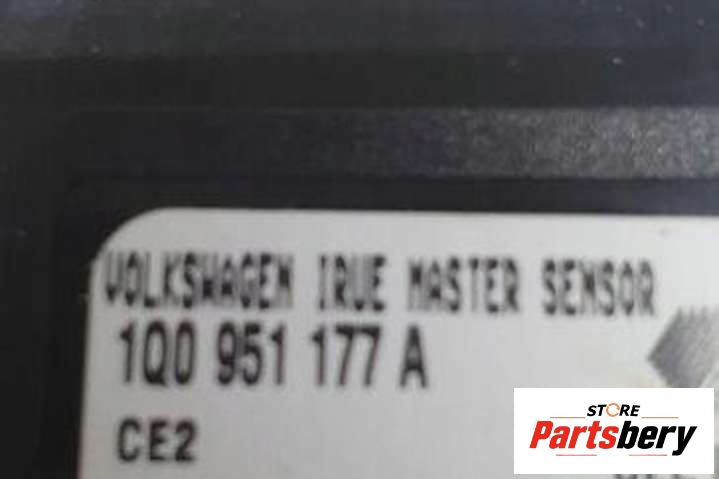 VOLKSWAGEN IRUE MASTER SENSOR
1Q0 951 177 A
CE2
STORE
Partsbery